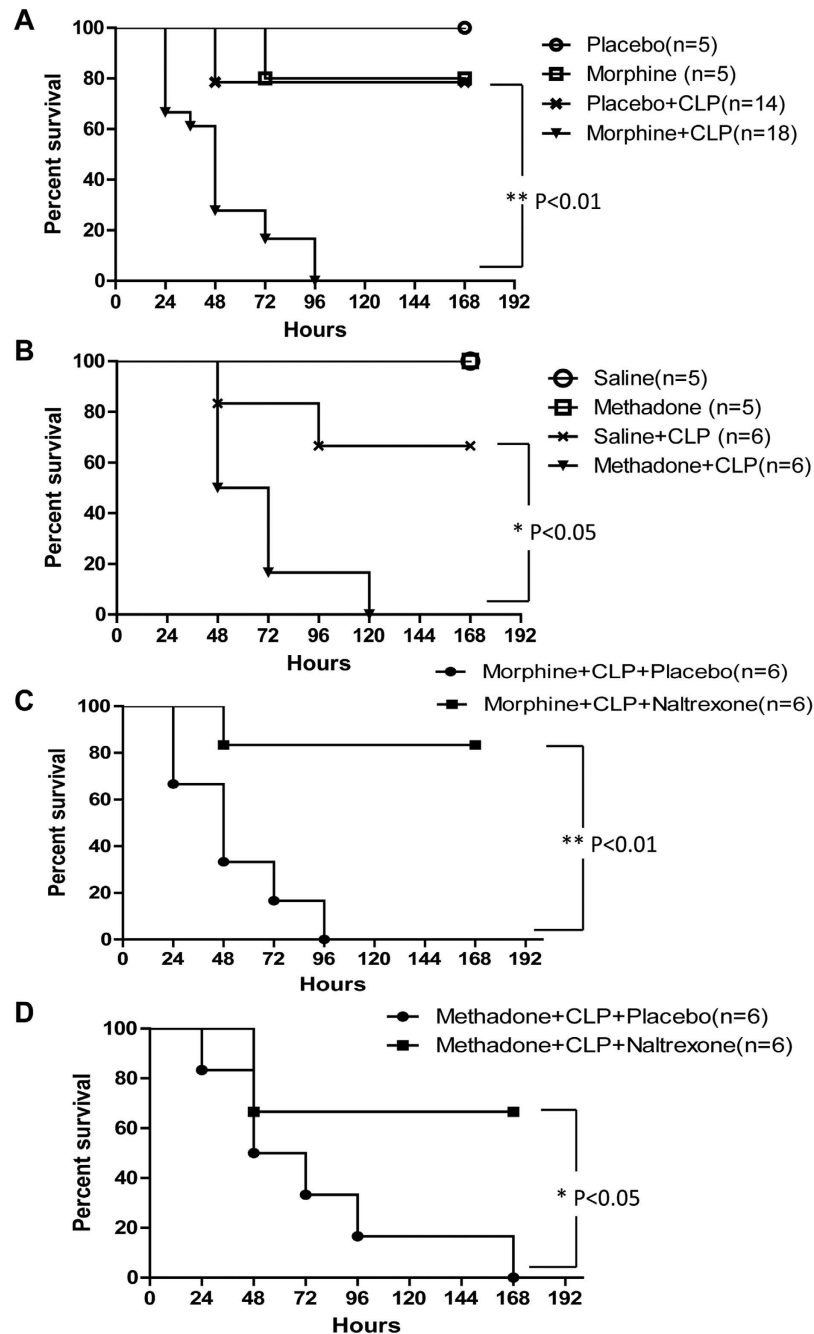 A
Percent survival
100
80
60
40
20
0
0 24 48 72 96 120 144 168 192
Hours
Placebo(n=5)
Morphine (n=5)
Placebo+CLP(n=14)
Morphine+CLP(n=18)
** P<0.01
B
Percent survival
100
80
60
40
20
0
0 24 48 72 96 120 144 168 192
Hours
Saline(n=5)
Methadone (n=5)
Saline+CLP (n=6)
Methadone+CLP(n=6)
* P<0.05
C
Morphine+CLP+Placebo(n=6)
Morphine+CLP+Naltrexone(n=6)
Percent survival
100
80
60
40
20
0
0 24 48 72 96 120 144 168 192
Hours
** P<0.01
D
Methadone+CLP+Placebo(n=6)
Methadone+CLP+Naltrexone(n=6)
Percent survival
100
80
60
40
20
0
0 24 48 72 96 120 144 168 192
Hours
* P<0.05